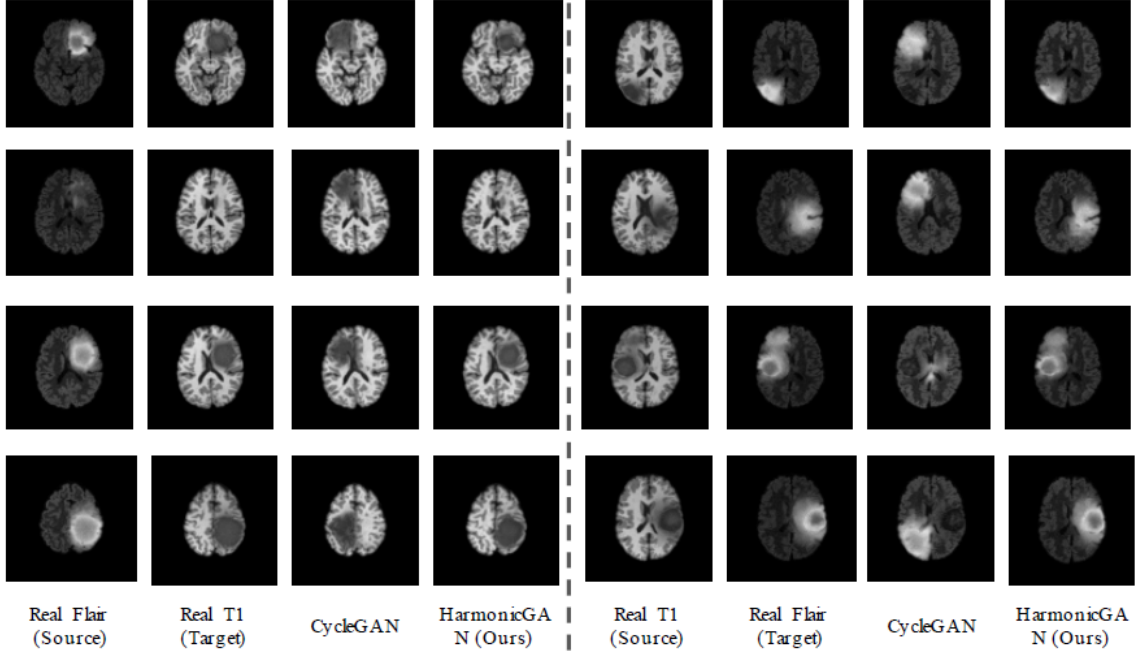 Real Flair
(Source)
Real T1
(Target)
CycleGAN
HarmonicGA
N (Ours)
Real T1
(Source)
Real Flair
(Target)
CycleGAN
HarmonicGA
N (Ours)